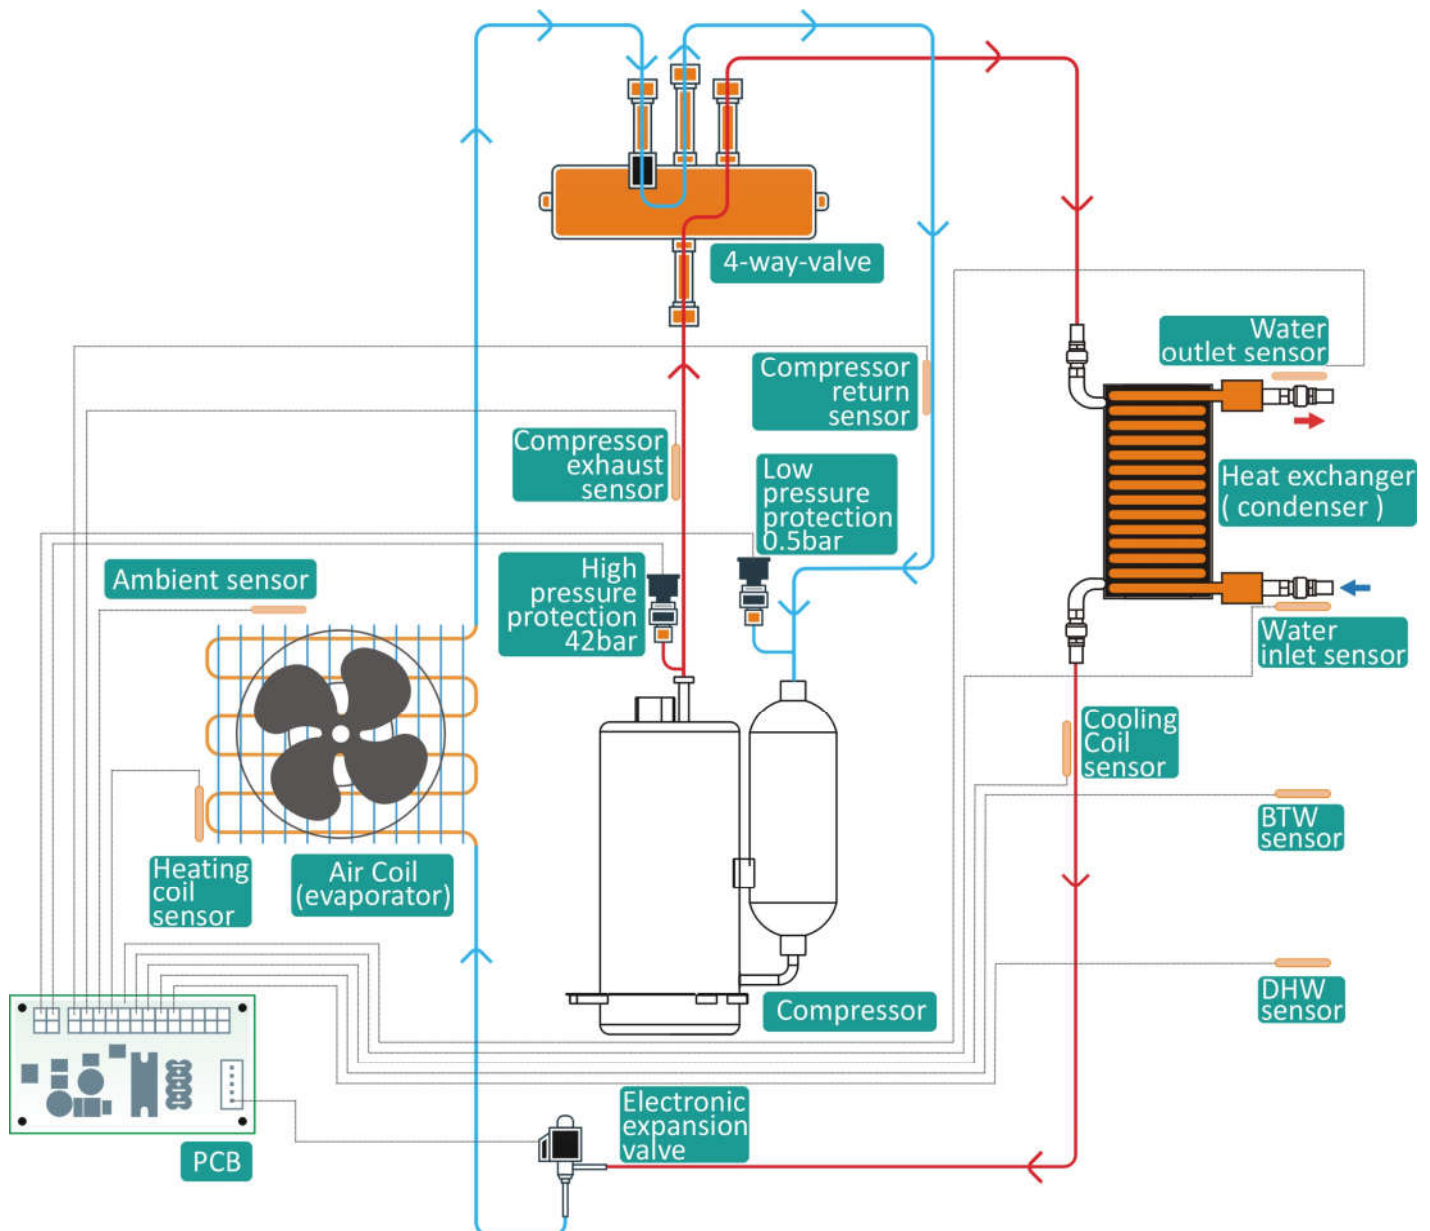 4-way-valve
Water
outlet sensor
Compressor
return
sensor
Compressor
exhaust
sensor
Low
pressure
protection
0.5bar
Heat exchanger
( condenser )
High
pressure
protection
42bar
Ambient sensor
Water
inlet sensor
Cooling
Coil
sensor
BTW
sensor
Heating
coil
sensor
Air Coil
(evaporator)
DHW
sensor
Compressor
Electronic
expansion
valve
PCB